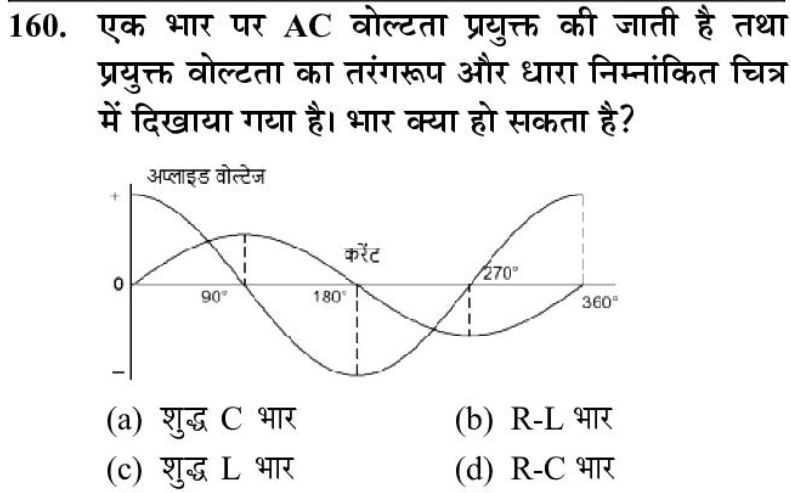 160. एक भार पर AC वोल्टता प्रयुक्त की जाती है तथा
प्रयुक्त वोल्टता का तरंगरूप और धारा निम्नांकित चित्र
में दिखाया गया है। भार क्या हो सकता है?
अप्लाइड वोल्टेज
+
करेंट
0
90°
180°
270°
360°
–
(a) शुद्ध C भार
(b) R-L भार
(c) शुद्ध L भार
(d) R-C भार